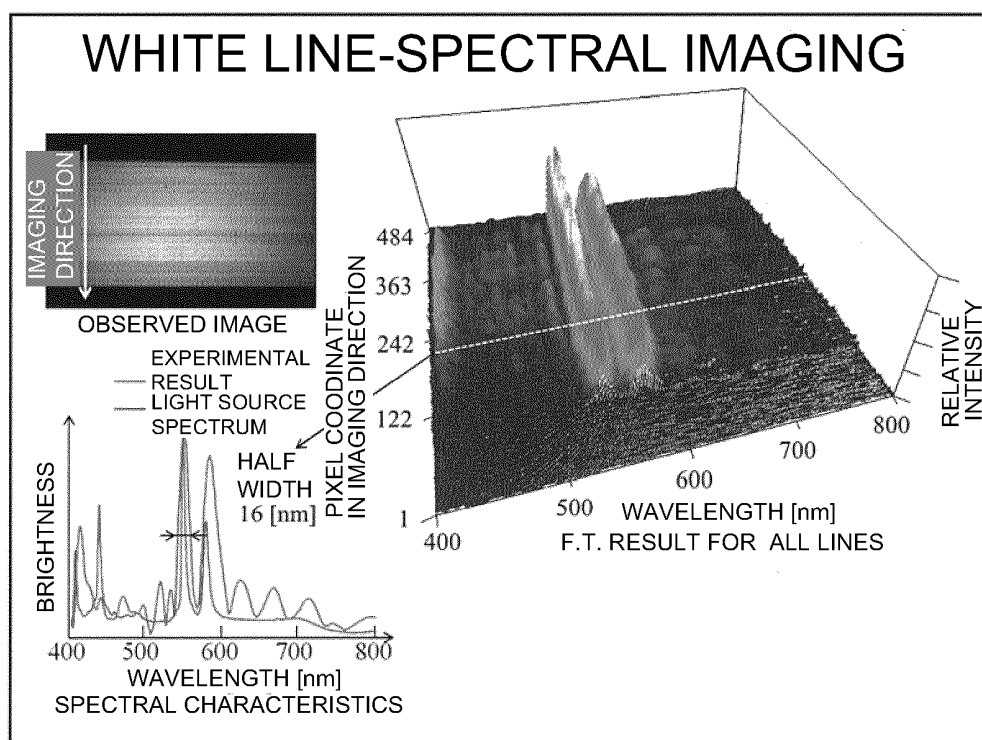 WHITE LINE-SPECTRAL IMAGING
IMAGING
DIRECTION
OBSERVED IMAGE
EXPERIMENTAL
RESULT
LIGHT SOURCE
SPECTRUM
BRIGHTNESS
HALF
WIDTH
16 [nm]
400 500 600 700 800
WAVELENGTH [nm]
SPECTRAL CHARACTERISTICS
PIXEL COODINATE
IN IMAGING DIRECTION
484
363
242
122
1
400 500 600 700 800
WAVELENGTH [nm]
RELATIVE
INTENSITY
F.T. RESULT FOR ALL LINES